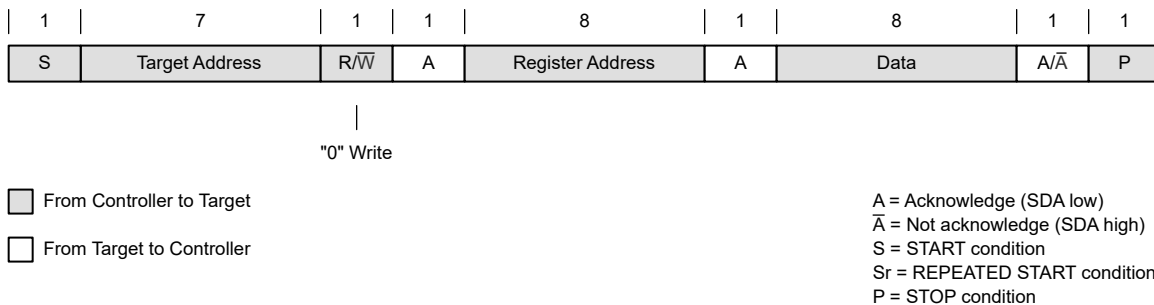 1 7 1 1 8 1 8 1 1
S Target Address R/W̅ A Register Address A Data A/A̅ P
"0" Write
From Controller to Target
From Target to Controller
A = Acknowledge (SDA low)
A̅ = Not acknowledge (SDA high)
S = START condition
Sr = REPEATED START condition
P = STOP condition